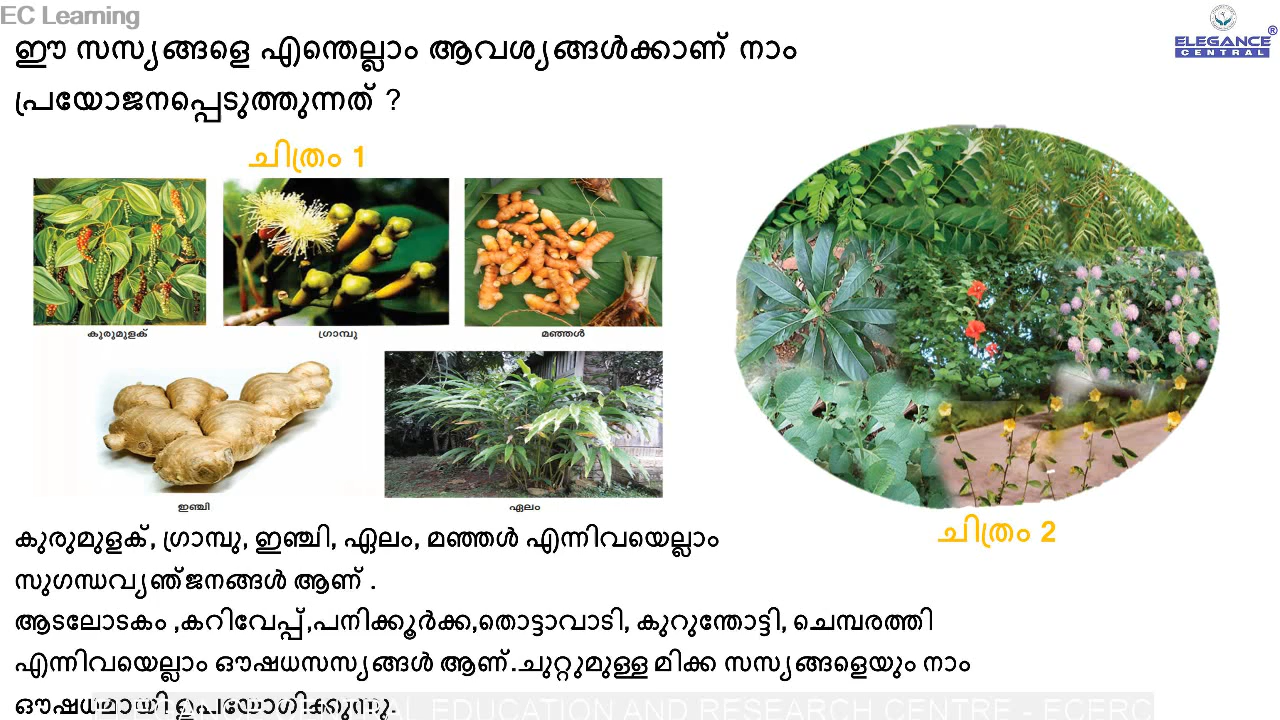 EC Learning
ELEGANCE ®
CENTRAL
ഈ സസ്യങ്ങളെ എന്തെല്ലാം ആവശ്യങ്ങൾക്കാണ് നാം
പ്രയോജനപ്പെടുത്തുന്നത് ?
ചിത്രം 1
കുരുമുളക് ഗ്രാമ്പു മഞ്ഞൾ
ഇഞ്ചി ഏലം
ചിത്രം 2
കുരുമുളക്, ഗ്രാമ്പു, ഇഞ്ചി, ഏലം, മഞ്ഞൾ എന്നിവയെല്ലാം
സുഗന്ധവ്യഞ്ജനങ്ങൾ ആണ് .
ആടലോടകം ,കറിവേപ്പ്,പനിക്കൂർക്ക,തൊട്ടാവാടി, കുറുന്തോട്ടി, ചെമ്പരത്തി
എന്നിവയെല്ലാം ഔഷധസസ്യങ്ങൾ ആണ്.ചുറ്റുമുള്ള മിക്ക സസ്യങ്ങളെയും നാം
ഔഷധമായി ഉപയോഗിക്കുന്നു.
ELEGANCE CENTRAL EDUCATION AND RESEARCH CENTRE - ECERC